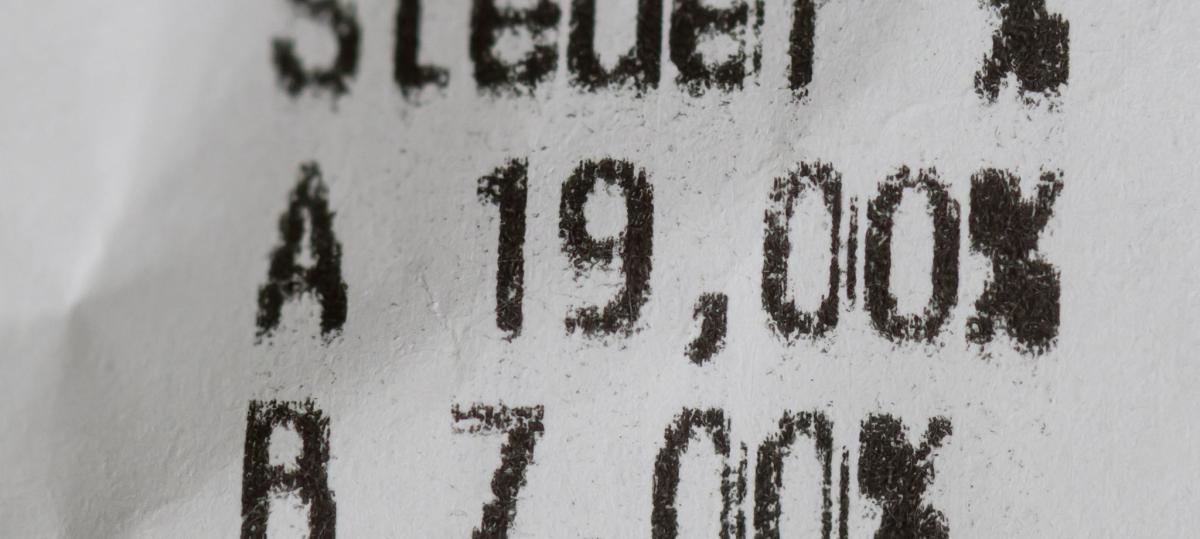 Steuer %
A 19,00%
B 7,00%